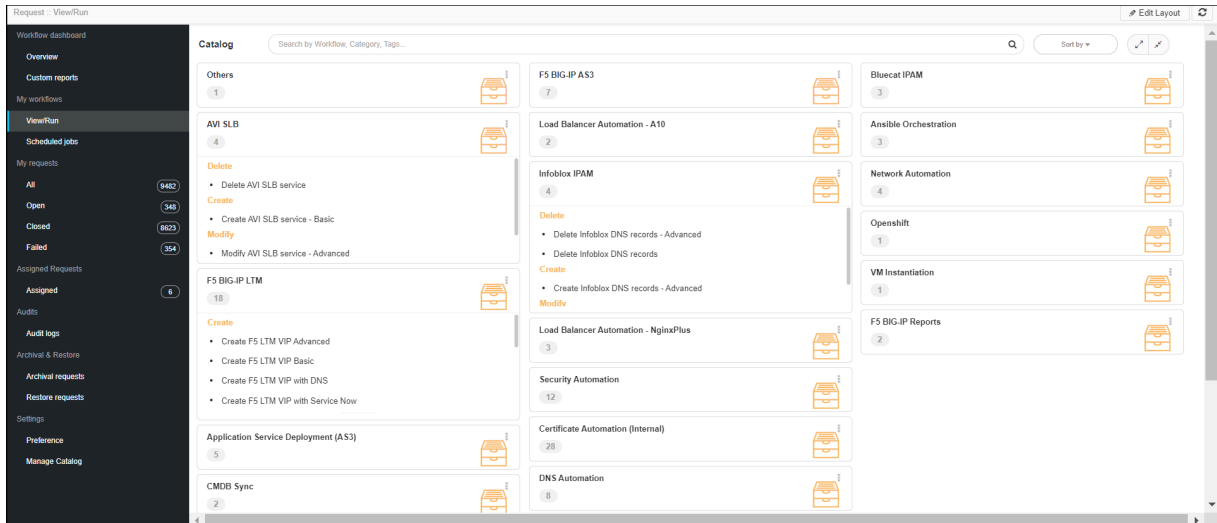 Request :: View/Run
Edit Layout
Workflow dashboard
Overview
Custom reports
My workflows
View/Run
Scheduled jobs
My requests
All 9482
Open 348
Closed 8623
Failed 354
Assigned Requests
Assigned 6
Audits
Audit logs
Archival & Restore
Archival requests
Restore requests
Settings
Preference
Manage Catalog
Catalog
Search by Workflow, Category, Tags...
Sort by
Others
1
AVI SLB
4
Delete
• Delete AVI SLB service
Create
• Create AVI SLB service - Basic
Modify
• Modify AVI SLB service - Advanced
F5 BIG-IP LTM
18
Create
• Create F5 LTM VIP Advanced
• Create F5 LTM VIP Basic
• Create F5 LTM VIP with DNS
• Create F5 LTM VIP with Service Now
Application Service Deployment (AS3)
5
CMDB Sync
2
F5 BIG-IP AS3
7
Load Balancer Automation - A10
2
Infoblox IPAM
4
Delete
• Delete Infoblox DNS records - Advanced
• Delete Infoblox DNS records
Create
• Create Infoblox DNS records - Advanced
Modify
Load Balancer Automation - NginxPlus
3
Security Automation
12
Certificate Automation (Internal)
28
DNS Automation
8
Bluecat IPAM
3
Ansible Orchestration
3
Network Automation
4
Openshift
1
VM Instantiation
1
F5 BIG-IP Reports
2